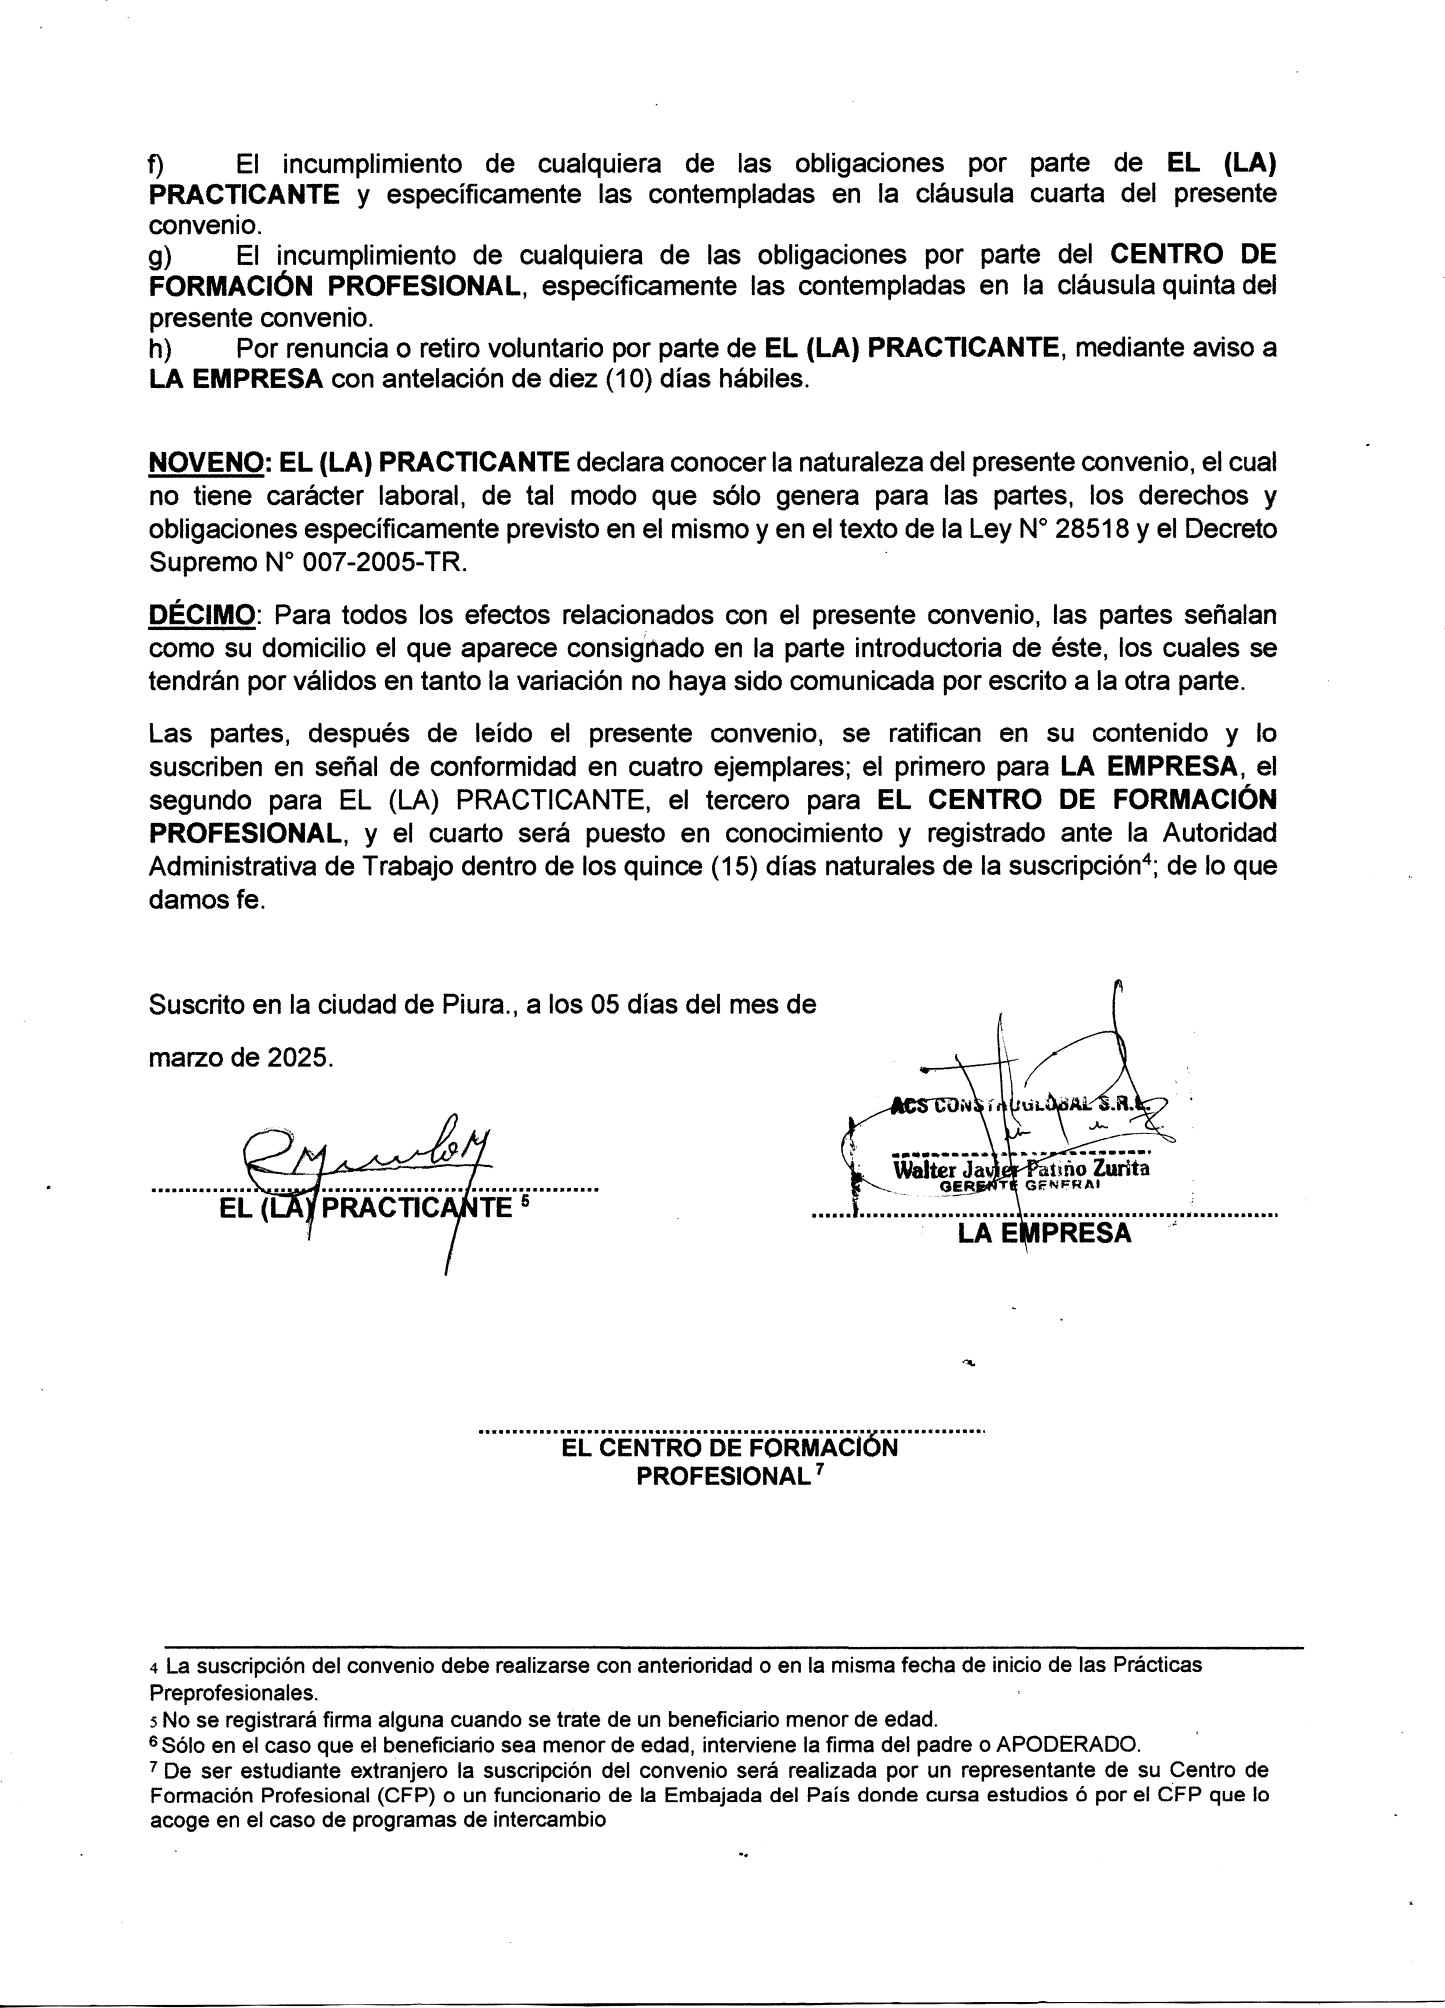 f) El incumplimiento de cualquiera de las obligaciones por parte de EL (LA)
PRACTICANTE y específicamente las contempladas en la cláusula cuarta del presente
convenio.
g) El incumplimiento de cualquiera de las obligaciones por parte del CENTRO DE
FORMACIÓN PROFESIONAL, específicamente las contempladas en la cláusula quinta del
presente convenio.
h) Por renuncia o retiro voluntario por parte de EL (LA) PRACTICANTE, mediante aviso a
LA EMPRESA con antelación de diez (10) días hábiles.
NOVENO: EL (LA) PRACTICANTE declara conocer la naturaleza del presente convenio, el cual
no tiene carácter laboral, de tal modo que sólo genera para las partes, los derechos y
obligaciones específicamente previsto en el mismo y en el texto de la Ley N° 28518 y el Decreto
Supremo N° 007-2005-TR.
DÉCIMO: Para todos los efectos relacionados con el presente convenio, las partes señalan
como su domicilio el que aparece consignado en la parte introductoria de éste, los cuales se
tendrán por válidos en tanto la variación no haya sido comunicada por escrito a la otra parte.
Las partes, después de leído el presente convenio, se ratifican en su contenido y lo
suscriben en señal de conformidad en cuatro ejemplares; el primero para LA EMPRESA, el
segundo para EL (LA) PRACTICANTE, el tercero para EL CENTRO DE FORMACIÓN
PROFESIONAL, y el cuarto será puesto en conocimiento y registrado ante la Autoridad
Administrativa de Trabajo dentro de los quince (15) días naturales de la suscripción4; de lo que
damos fe.
Suscrito en la ciudad de Piura., a los 05 días del mes de
marzo de 2025.
ACS CONSTRUGLOBAL S.R.L.
Walter Javier Patiño Zurita
GERENTE GENERAL
EL (LA) PRACTICANTE 5
LA EMPRESA
EL CENTRO DE FORMACIÓN
PROFESIONAL 7
4 La suscripción del convenio debe realizarse con anterioridad o en la misma fecha de inicio de las Prácticas
Preprofesionales.
5 No se registrará firma alguna cuando se trate de un beneficiario menor de edad.
6 Sólo en el caso que el beneficiario sea menor de edad, interviene la firma del padre o APODERADO.
7 De ser estudiante extranjero la suscripción del convenio será realizada por un representante de su Centro de
Formación Profesional (CFP) o un funcionario de la Embajada del País donde cursa estudios ó por el CFP que lo
acoge en el caso de programas de intercambio